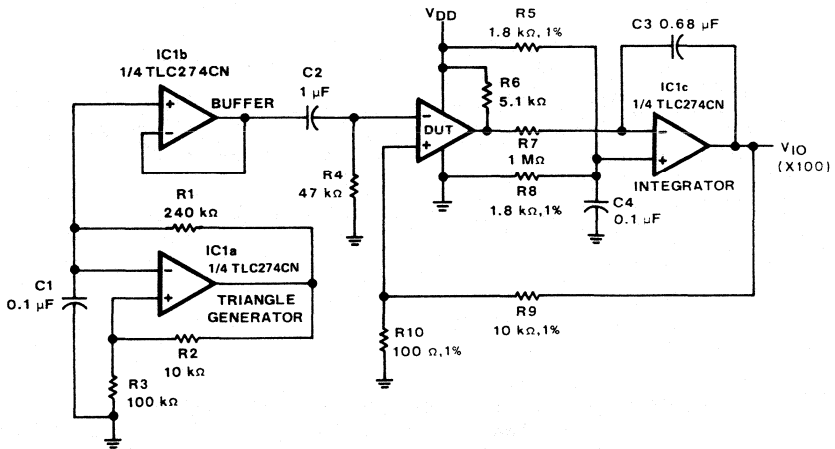 VDD
R5
1.8 kΩ, 1%
C3 0.68 µF
IC1b
1/4 TLC274CN
BUFFER
C2
1 µF
R6
5.1 kΩ
IC1c
1/4 TLC274CN
+
−
−
DUT
+
R7
1 MΩ
−
+
VIO
(X100)
R4
47 kΩ
R8
1.8 kΩ,1%
INTEGRATOR
C4
0.1 µF
R1
240 kΩ
IC1a
1/4 TLC274CN
C1
0.1 µF
−
+
TRIANGLE
GENERATOR
R9
10 kΩ,1%
R2
10 kΩ
R10
100 Ω,1%
R3
100 kΩ